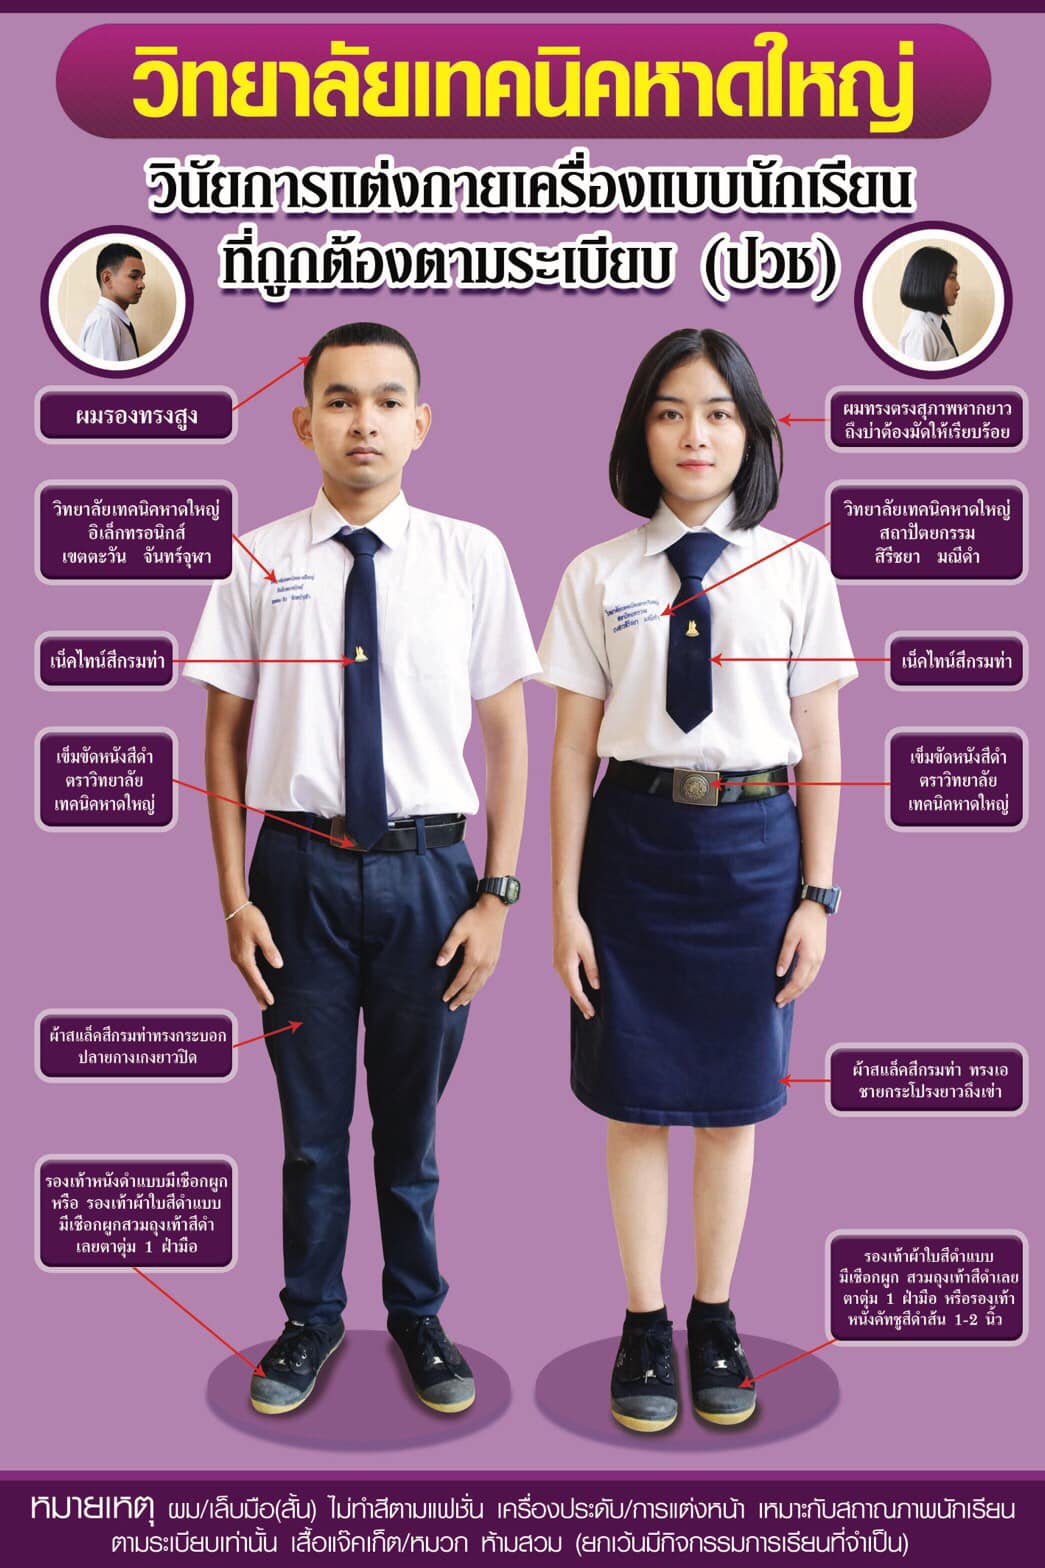 วิทยาลัยเทคนิคหาดใหญ่
วินัยการแต่งกายเครื่องแบบนักเรียน
ที่ถูกต้องตามระเบียบ (ปวช)
ผมรองทรงสูง
วิทยาลัยเทคนิคหาดใหญ่
อิเล็กทรอนิกส์
เขตตะวัน จันทร์จุฬา
เน็คไทน์สีกรมท่า
เข็มขัดหนังสีดำ
ตราวิทยาลัย
เทคนิคหาดใหญ่
ผ้าสแล็คสีกรมท่าทรงกระบอก
ปลายกางเกงยาวปิด
รองเท้าหนังดำแบบมีเชือกผูก
หรือ รองเท้าผ้าใบสีดำแบบ
มีเชือกผูกสวมถุงเท้าสีดำ
เลยตาตุ่ม 1 ฝ่ามือ
ผมทรงตรงสุภาพหากยาว
ถึงบ่าต้องมัดให้เรียบร้อย
วิทยาลัยเทคนิคหาดใหญ่
สถาปัตยกรรม
สิรีชยา มณีดำ
เน็คไทน์สีกรมท่า
เข็มขัดหนังสีดำ
ตราวิทยาลัย
เทคนิคหาดใหญ่
ผ้าสแล็คสีกรมท่า ทรงเอ
ชายกระโปรงยาวถึงเข่า
รองเท้าผ้าใบสีดำแบบ
มีเชือกผูก สวมถุงเท้าสีดำเลย
ตาตุ่ม 1 ฝ่ามือ หรือรองเท้า
หนังคัทชูสีดำส้น 1-2 นิ้ว
หมายเหตุ ผม/เล็บมือ(สั้น) ไม่ทำสีตามแฟชั่น เครื่องประดับ/การแต่งหน้า เหมาะกับสถาณภาพนักเรียน
ตามระเบียบเท่านั้น เสื้อแจ๊คเก็ต/หมวก ห้ามสวม (ยกเว้นมีกิจกรรมการเรียนที่จำเป็น)